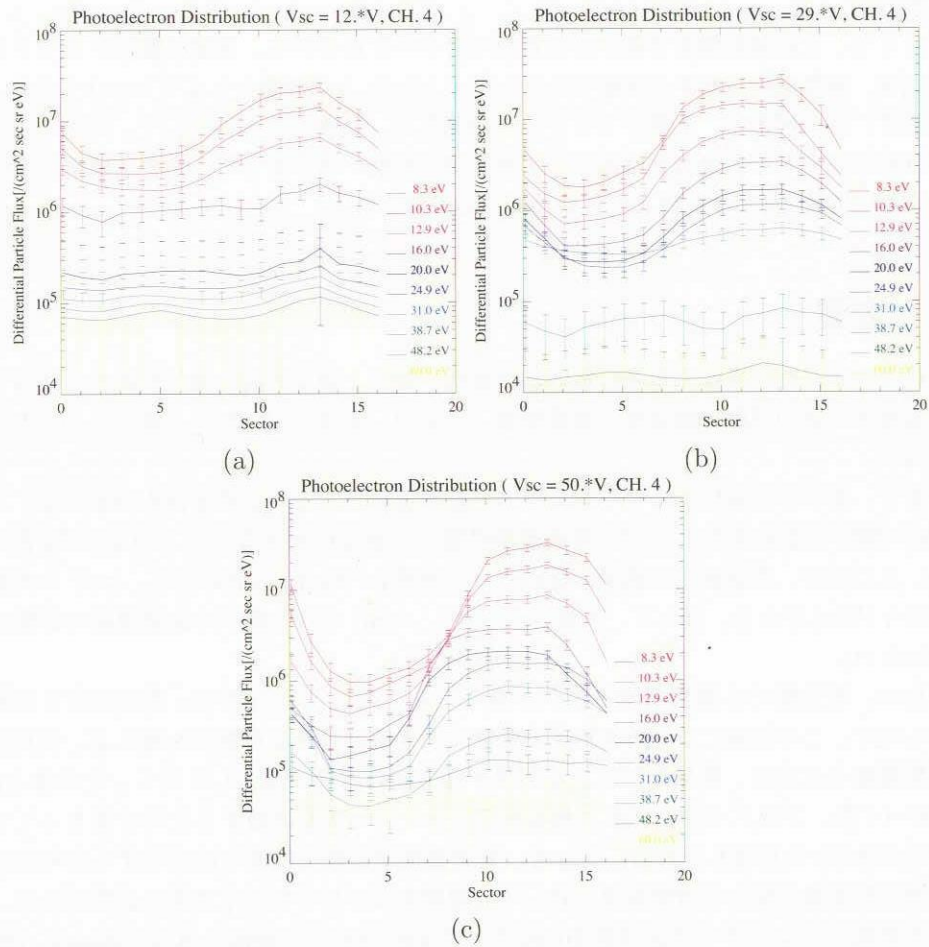 Photoelectron Distribution ( Vsc = 12.*V, CH. 4 )
Differential Particle Flux[/(cm^2 sec sr eV)]
10^8
10^7
10^6
10^5
10^4
0 5 10 15 20
Sector
8.3 eV
10.3 eV
12.9 eV
16.0 eV
20.0 eV
24.9 eV
31.0 eV
38.7 eV
48.2 eV
(a)
Photoelectron Distribution ( Vsc = 29.*V, CH. 4 )
Differential Particle Flux[/(cm^2 sec sr eV)]
10^8
10^7
10^6
10^5
10^4
0 5 10 15 20
Sector
8.3 eV
10.3 eV
12.9 eV
16.0 eV
20.0 eV
24.9 eV
31.0 eV
38.7 eV
48.2 eV
(b)
Photoelectron Distribution ( Vsc = 50.*V, CH. 4 )
Differential Particle Flux[/(cm^2 sec sr eV)]
10^8
10^7
10^6
10^5
10^4
0 5 10 15 20
Sector
8.3 eV
10.3 eV
12.9 eV
16.0 eV
20.0 eV
24.9 eV
31.0 eV
38.7 eV
48.2 eV
(c)